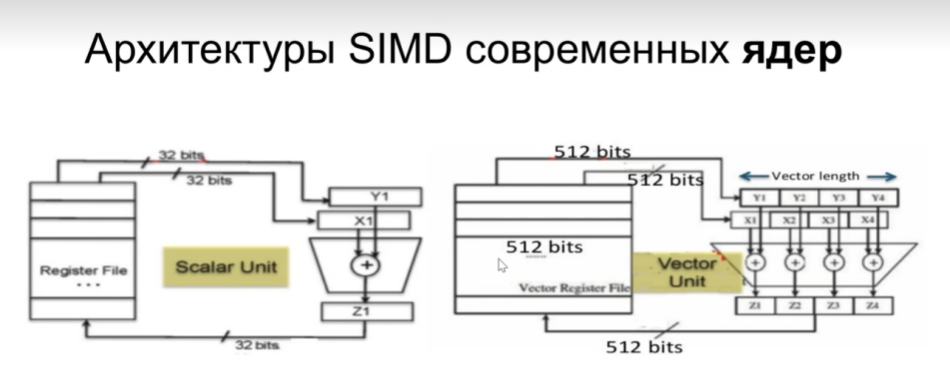 Архитектуры SIMD современных ядер
32 bits
32 bits
Y1
X1
+
Register File
...
Scalar Unit
Z1
32 bits
512 bits
512 bits
Vector length
Y1 Y2 Y3 Y4
X1 X2 X3 X4
512 bits
Vector Register File
Vector
Unit
+ + + +
Z1 Z2 Z3 Z4
512 bits